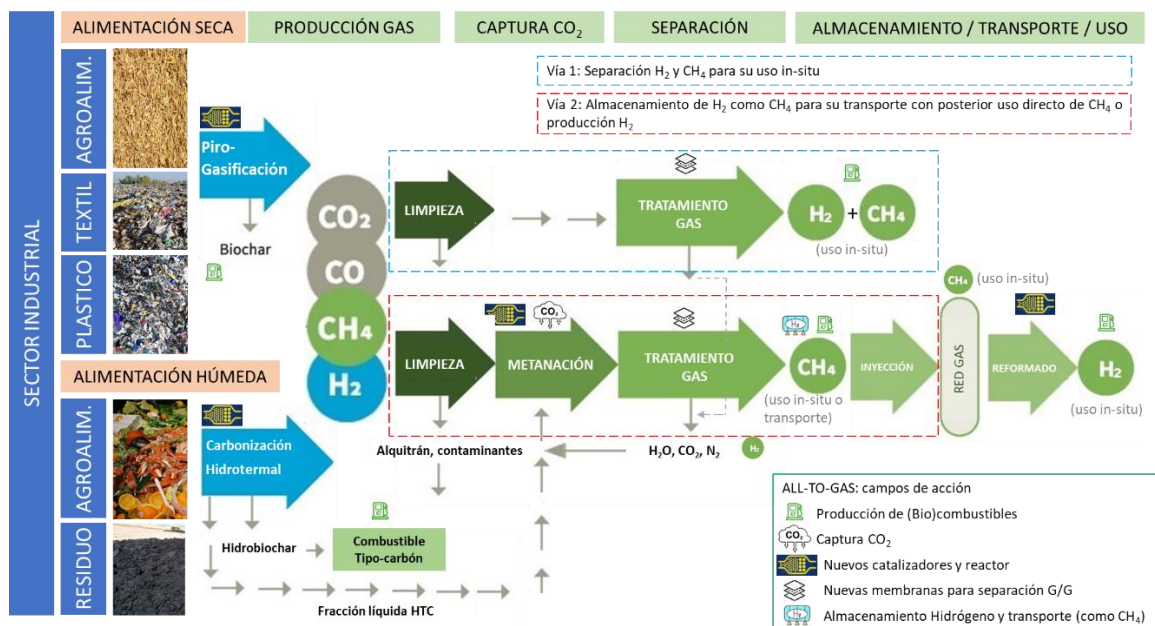 ALIMENTACIÓN SECA
PRODUCCIÓN GAS
CAPTURA CO₂
SEPARACIÓN
ALMACENAMIENTO / TRANSPORTE / USO
SECTOR INDUSTRIAL
AGROALIM.
TEXTIL
PLASTICO
Vía 1: Separación H₂ y CH₄ para su uso in-situ
Vía 2: Almacenamiento de H₂ como CH₄ para su transporte con posterior uso directo de CH₄ o
producción H₂
Piro-
Gasificación
Biochar
CO₂
CO
CH₄
H₂
LIMPIEZA
TRATAMIENTO
GAS
H₂ + CH₄
(uso in-situ)
LIMPIEZA
CO₂
METANACIÓN
TRATAMIENTO
GAS
H₂
CH₄
(uso in-situ o
transporte)
INYECCIÓN
CH₄ (uso in-situ)
RED GAS
REFORMADO
H₂
(uso in-situ)
ALIMENTACIÓN HÚMEDA
AGROALIM.
RESIDUO
Carbonización
Hidrotermal
Alquitrán, contaminantes
H₂O, CO₂, N₂
H₂
Hidrobiochar
Combustible
Tipo-carbón
Fracción líquida HTC
ALL-TO-GAS: campos de acción
Producción de (Bio)combustibles
CO₂ Captura CO₂
Nuevos catalizadores y reactor
Nuevas membranas para separación G/G
H₂ Almacenamiento Hidrógeno y transporte (como CH₄)